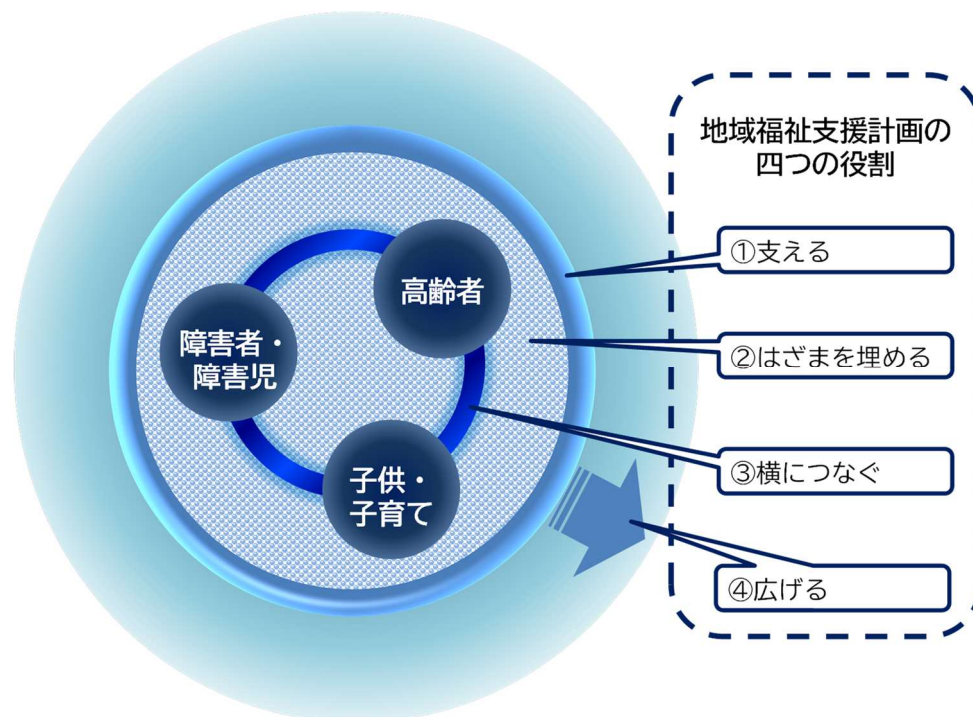 地域福祉支援計画の
四つの役割
①支える
②はざまを埋める
③横につなぐ
④広げる
高齢者
障害者・
障害児
子供・
子育て